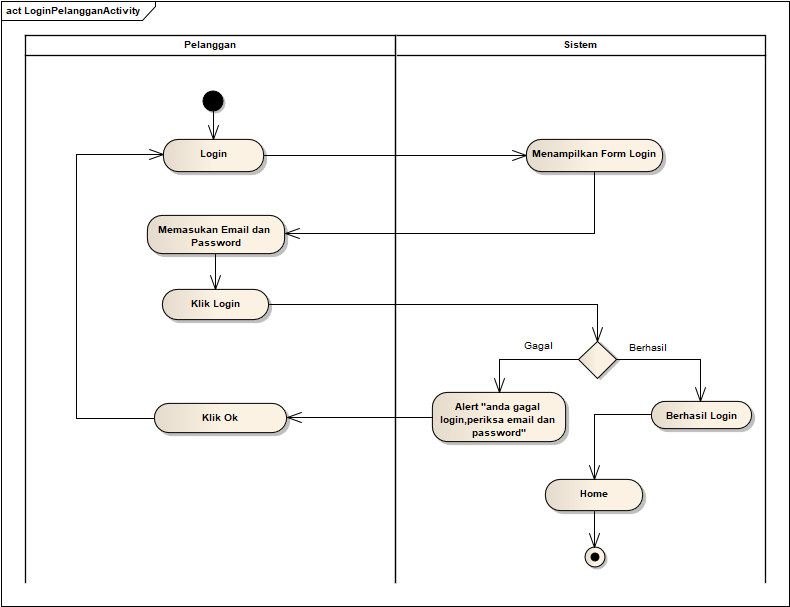 act LoginPelangganActivity
Pelanggan
Sistem
Login
Menampilkan Form Login
Memasukan Email dan
Password
Klik Login
Gagal
Berhasil
Alert "anda gagal
login,periksa email dan
password"
Klik Ok
Berhasil Login
Home